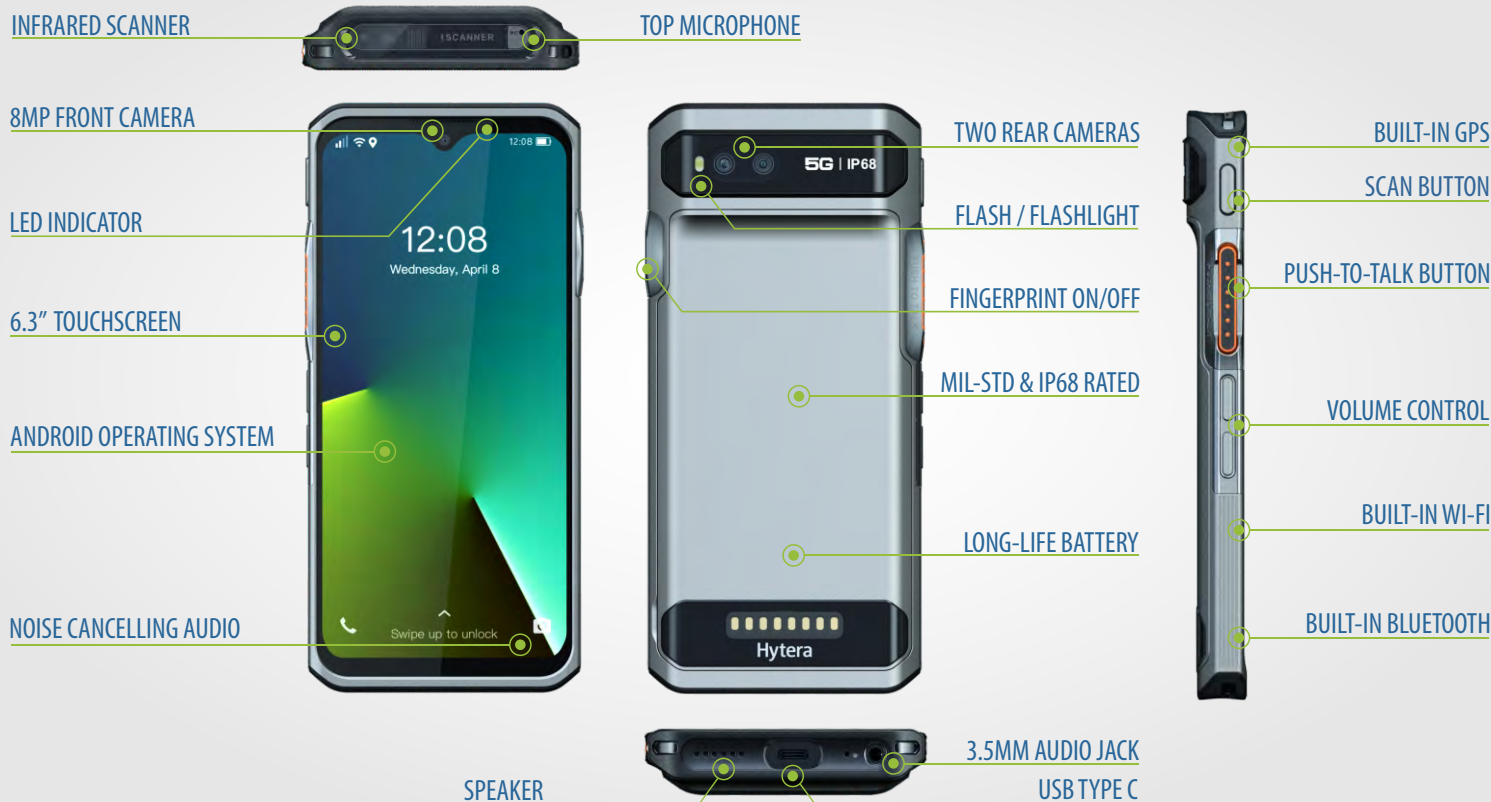 INFRARED SCANNER
ISCANNER
TOP MICROPHONE
8MP FRONT CAMERA
12:08
LED INDICATOR
12:08
Wednesday, April 8
6.3" TOUCHSCREEN
ANDROID OPERATING SYSTEM
NOISE CANCELLING AUDIO
Swipe up to unlock
TWO REAR CAMERAS
5G | IP68
FLASH / FLASHLIGHT
FINGERPRINT ON/OFF
MIL-STD & IP68 RATED
LONG-LIFE BATTERY
Hytera
BUILT-IN GPS
SCAN BUTTON
PUSH-TO-TALK BUTTON
VOLUME CONTROL
BUILT-IN WI-FI
BUILT-IN BLUETOOTH
3.5MM AUDIO JACK
SPEAKER
USB TYPE C